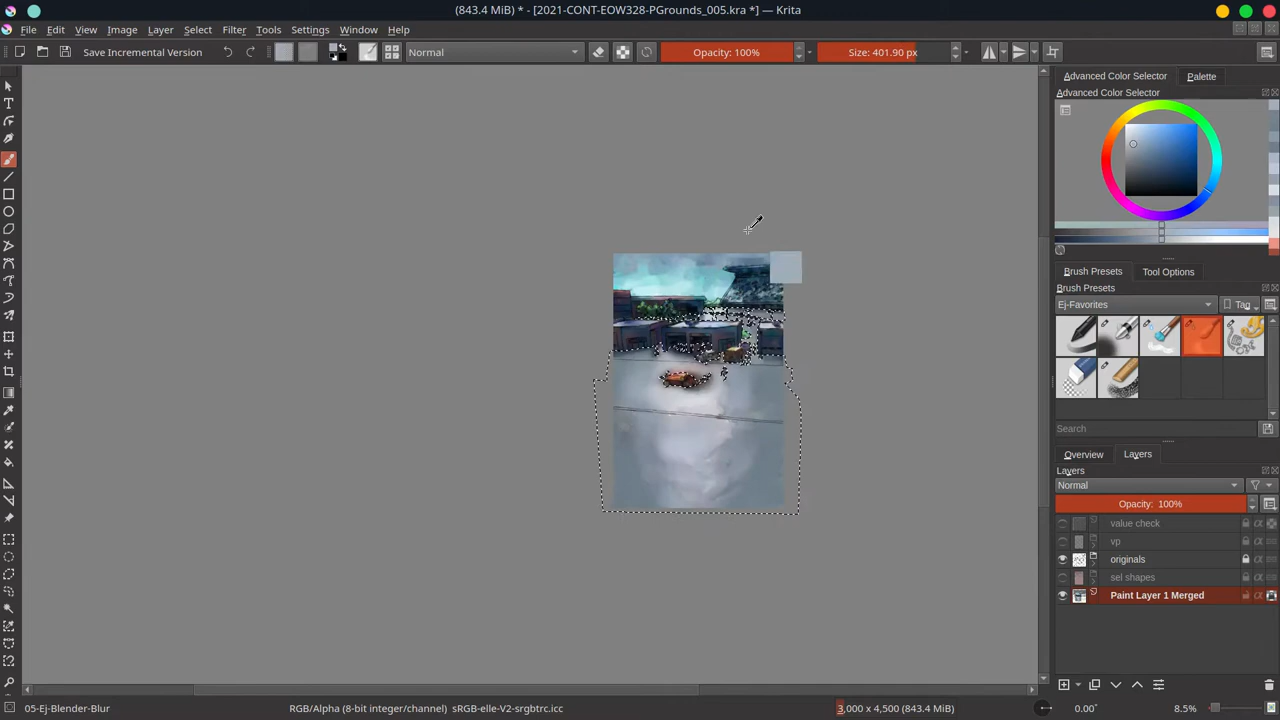 (843.4 MiB) * - [2021-CONT-EOW328-PGrounds_005.kra *] — Krita
File Edit View Image Layer Select Filter Tools Settings Window Help
Save Incremental Version Normal Opacity: 100% Size: 401.90 px
Advanced Color Selector Palette
Advanced Color Selector
Brush Presets Tool Options
Brush Presets
Ej-Favorites Tag
Search
Overview Layers
Layers
Normal
Opacity: 100%
value check
vp
originals
sel shapes
Paint Layer 1 Merged
05-Ej-Blender-Blur RGB/Alpha (8-bit integer/channel) sRGB-elle-V2-srgbtrc.icc 3,000 x 4,500 (843.4 MiB) 0.00° 8.5%